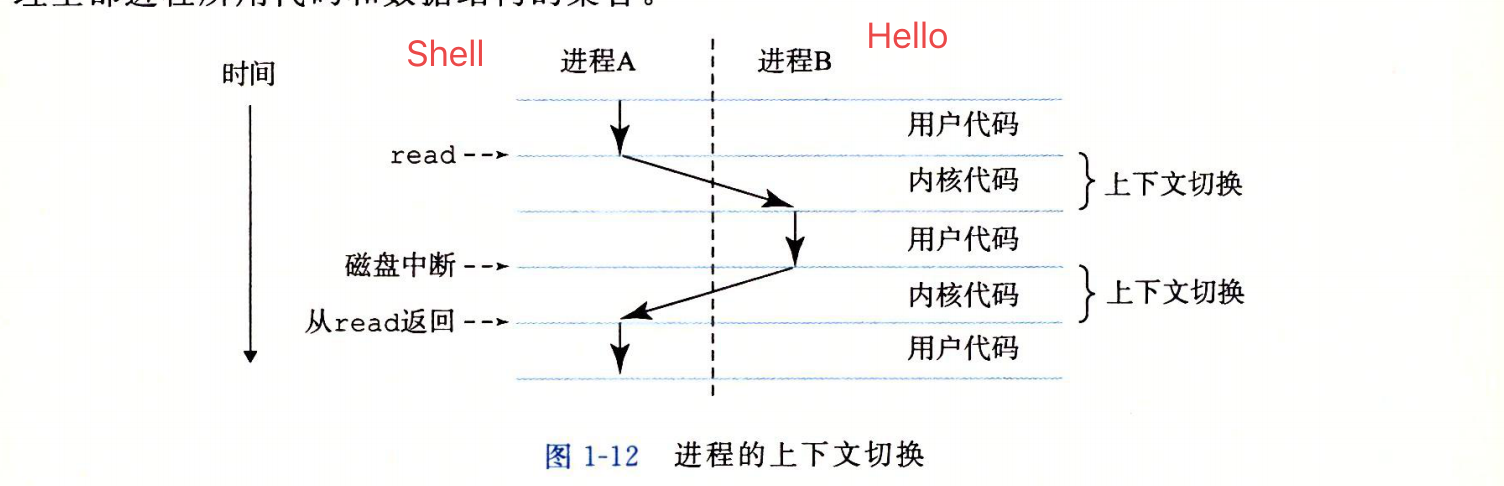 Shell
Hello
时间
进程A
进程B
用户代码
read
内核代码
上下文切换
用户代码
磁盘中断
内核代码
上下文切换
从read返回
用户代码
图 1-12 进程的上下文切换